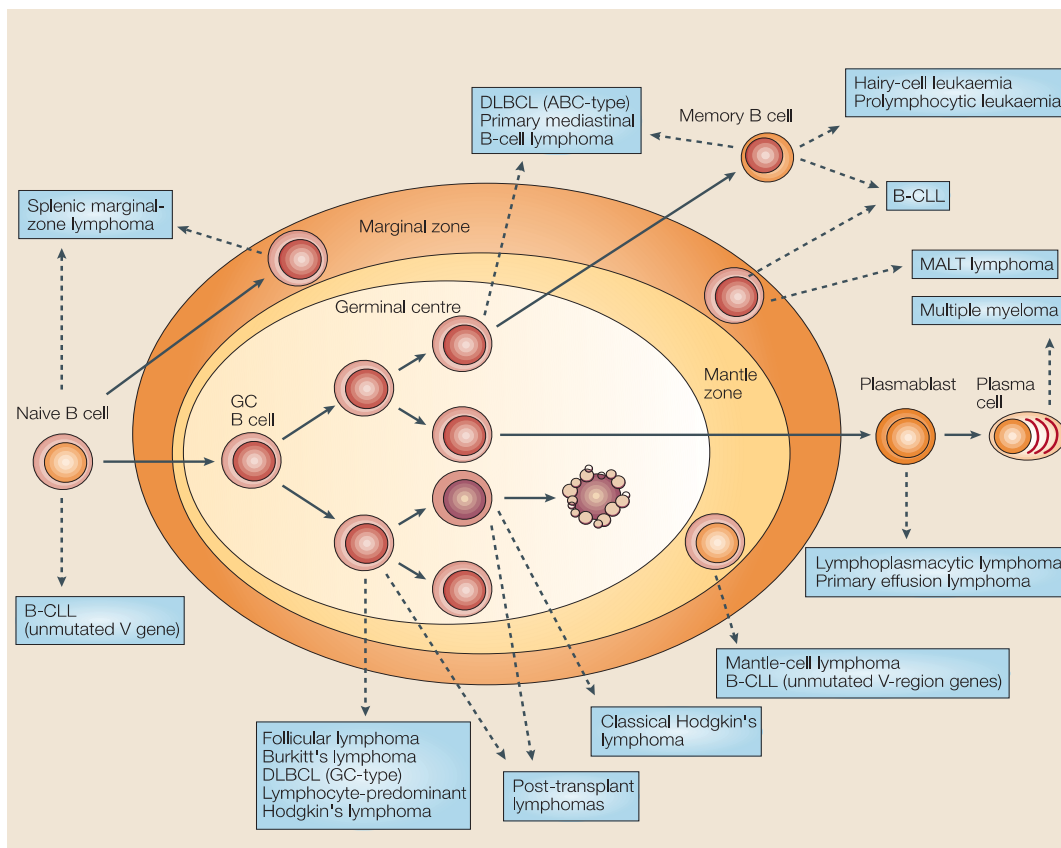 Hairy-cell leukaemia
Prolymphocytic leukaemia
DLBCL (ABC-type)
Primary mediastinal
B-cell lymphoma
Memory B cell
B-CLL
Splenic marginal-
zone lymphoma
Marginal zone
MALT lymphoma
Multiple myeloma
Germinal centre
Mantle
zone
Plasmablast
Plasma
cell
Naive B cell
GC
B cell
Lymphoplasmacytic lymphoma
Primary effusion lymphoma
B-CLL
(unmutated V gene)
Mantle-cell lymphoma
B-CLL (unmutated V-region genes)
Classical Hodgkin's
lymphoma
Follicular lymphoma
Burkitt's lymphoma
DLBCL (GC-type)
Lymphocyte-predominant
Hodgkin's lymphoma
Post-transplant
lymphomas